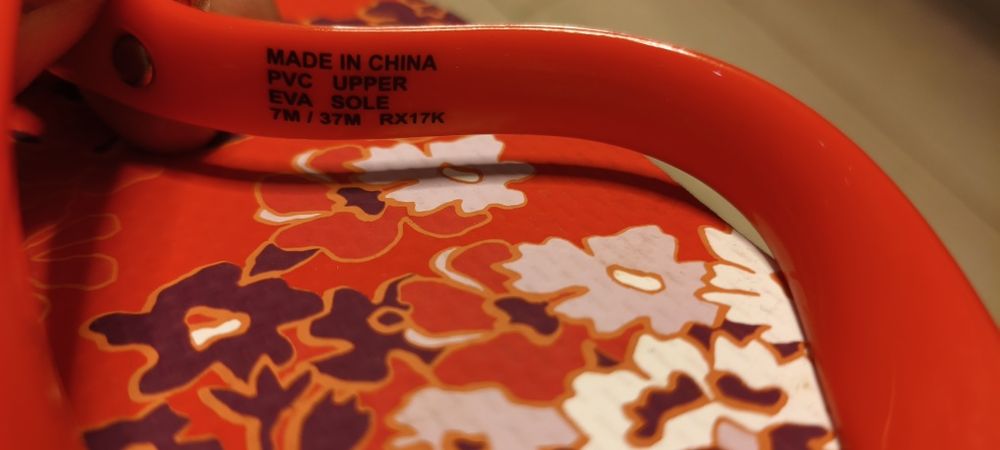 MADE IN CHINA
PVC UPPER
EVA SOLE
7M / 37M RX17K